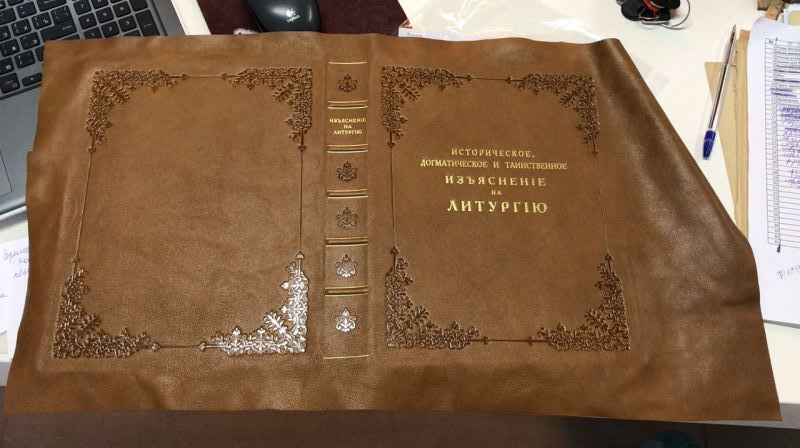 ИЗЪЯСНЕНІЕ
НА
ЛИТУРГІЮ
ИСТОРИЧЕСКОЕ,
ДОГМАТИЧЕСКОЕ И ТАИНСТВЕННОЕ
ИЗЪЯСНЕНІЕ
НА
ЛИТУРГІЮ